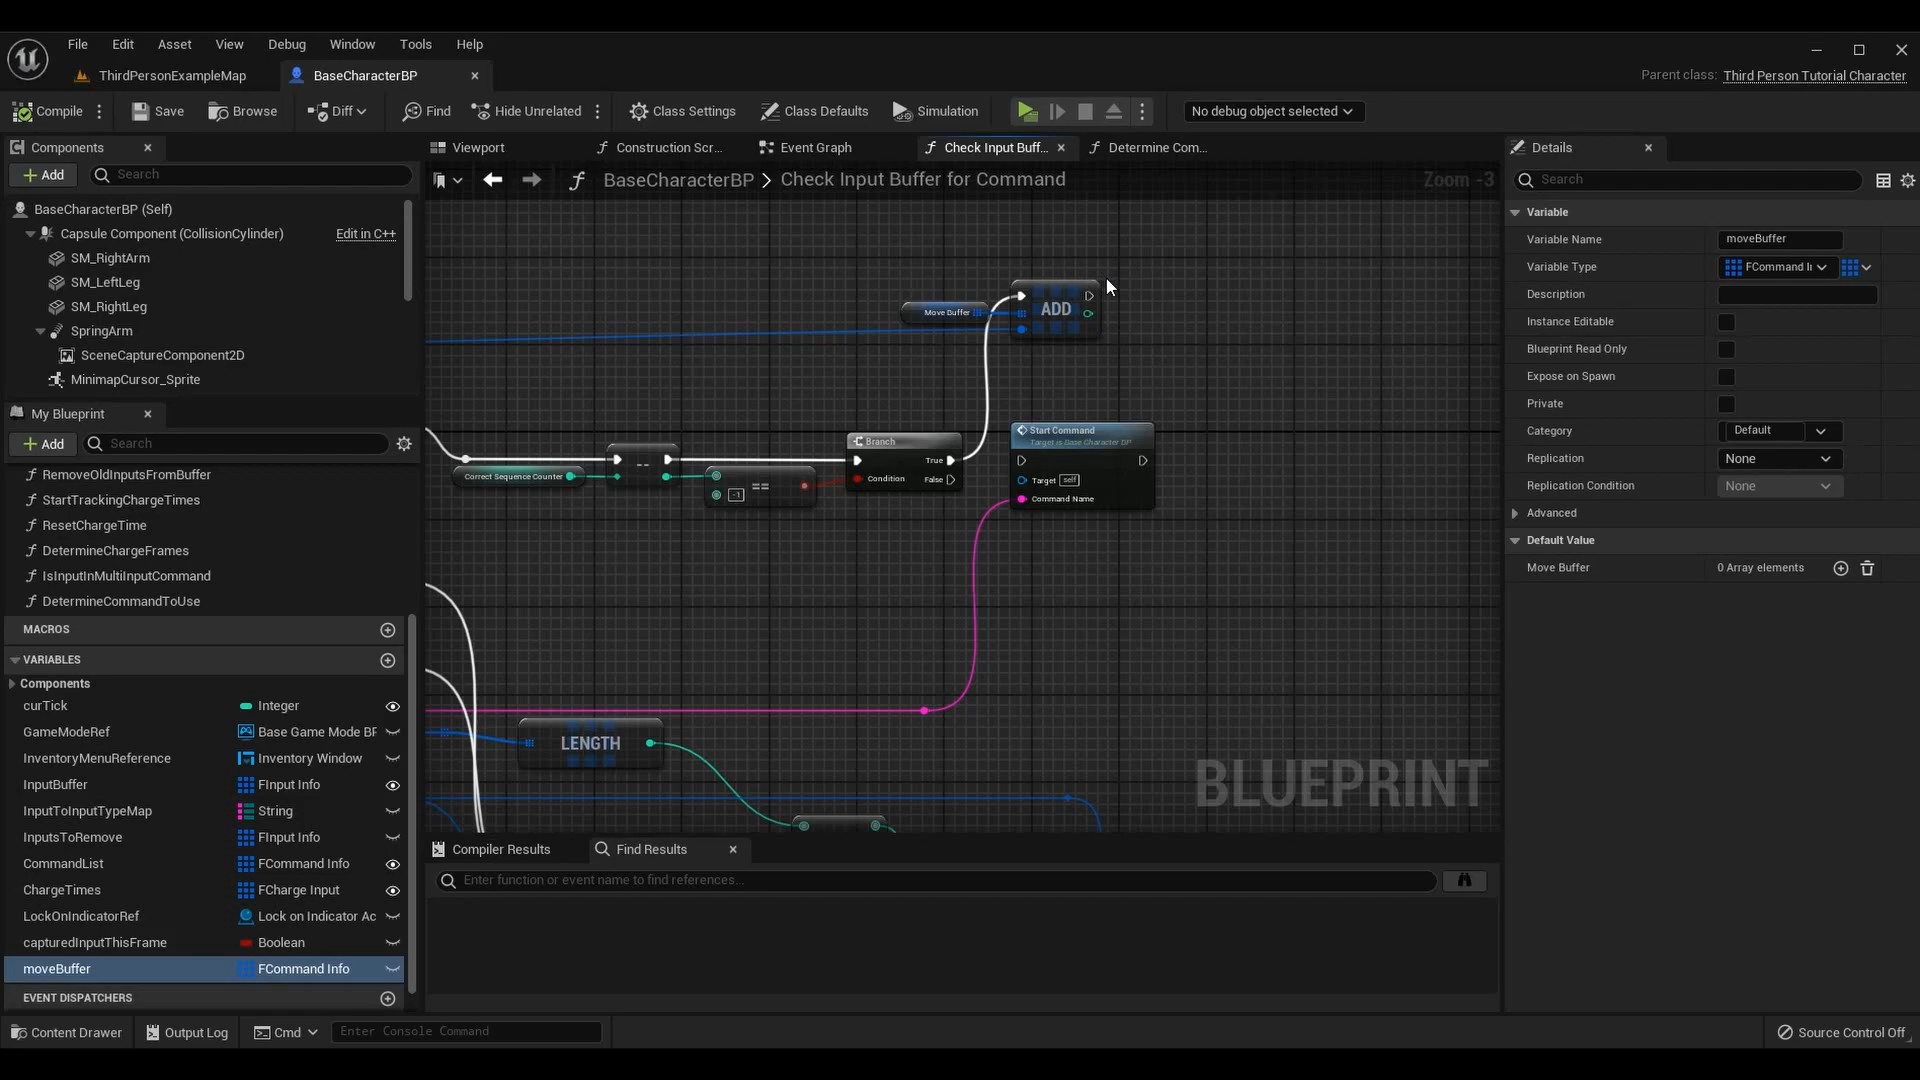 File Edit Asset View Debug Window Tools Help
ThirdPersonExampleMap BaseCharacterBP
Parent class: Third Person Tutorial Character
Compile Save Browse Diff Find Hide Unrelated Class Settings Class Defaults Simulation No debug object selected
Components
Add Search
BaseCharacterBP (Self)
Capsule Component (CollisionCylinder) Edit in C++
SM_RightArm
SM_LeftLeg
SM_RightLeg
SpringArm
SceneCaptureComponent2D
MinimapCursor_Sprite
My Blueprint
Add Search
RemoveOldInputsFromBuffer
StartTrackingChargeTimes
ResetChargeTime
DetermineChargeFrames
IsInputInMultiInputCommand
DetermineCommandToUse
MACROS
VARIABLES
Components
curTick Integer
GameModeRef Base Game Mode BP
InventoryMenuReference Inventory Window
InputBuffer FInput Info
InputToInputTypeMap String
InputsToRemove FInput Info
CommandList FCommand Info
ChargeTimes FCharge Input
LockOnIndicatorRef Lock on Indicator Ac
capturedInputThisFrame Boolean
moveBuffer FCommand Info
EVENT DISPATCHERS
Viewport Construction Scr... Event Graph Check Input Buff... Determine Com...
BaseCharacterBP > Check Input Buffer for Command
Zoom -3
Move Buffer
ADD
Correct Sequence Counter
--
-1
==
Branch
True
Condition False
Start Command
Target is Base Character BP
Target self
Command Name
LENGTH
BLUEPRINT
Compiler Results Find Results
Enter function or event name to find references...
Details
Search
Variable
Variable Name moveBuffer
Variable Type FCommand I
Description
Instance Editable
Blueprint Read Only
Expose on Spawn
Private
Category Default
Replication None
Replication Condition None
Advanced
Default Value
Move Buffer 0 Array elements
Content Drawer Output Log Cmd Enter Console Command
Source Control Off